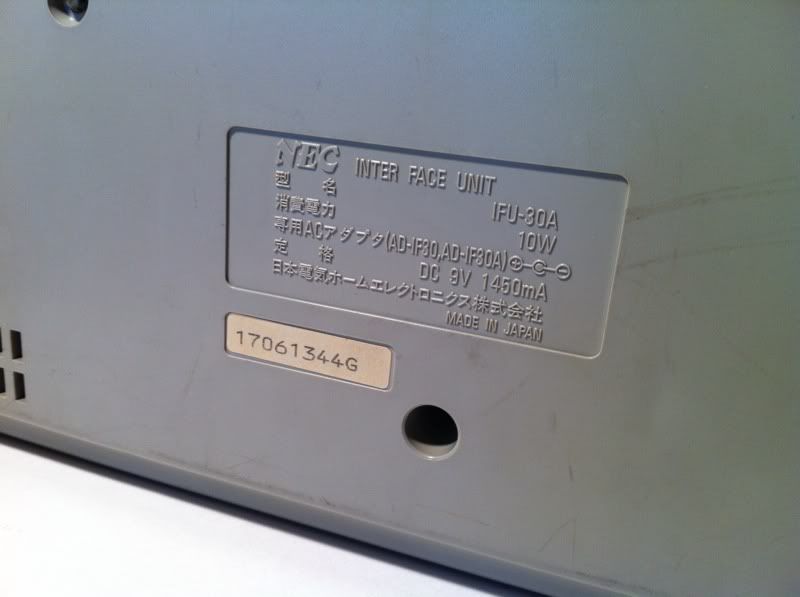 NEC INTER FACE UNIT
型 名 IFU-30A
消費電力 10W
専用ACアダプタ(AD-IF30,AD-IF30A)⊕-C-⊖
定 格 DC 9V 1450mA
日本電気ホームエレクトロニクス株式会社
MADE IN JAPAN
17061344G